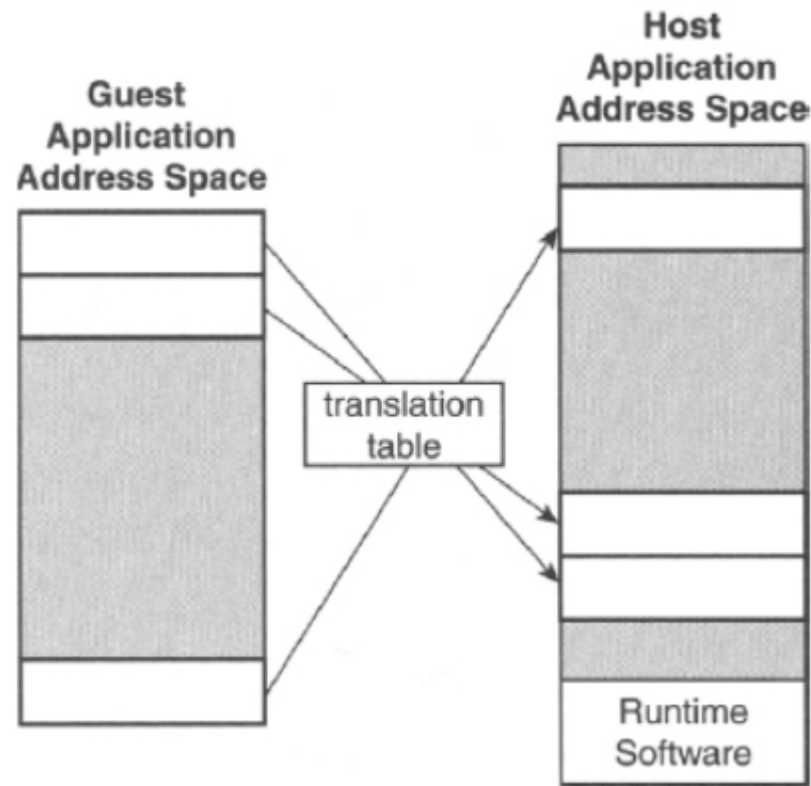 Guest
Application
Address Space
Host
Application
Address Space
translation
table
Runtime
Software